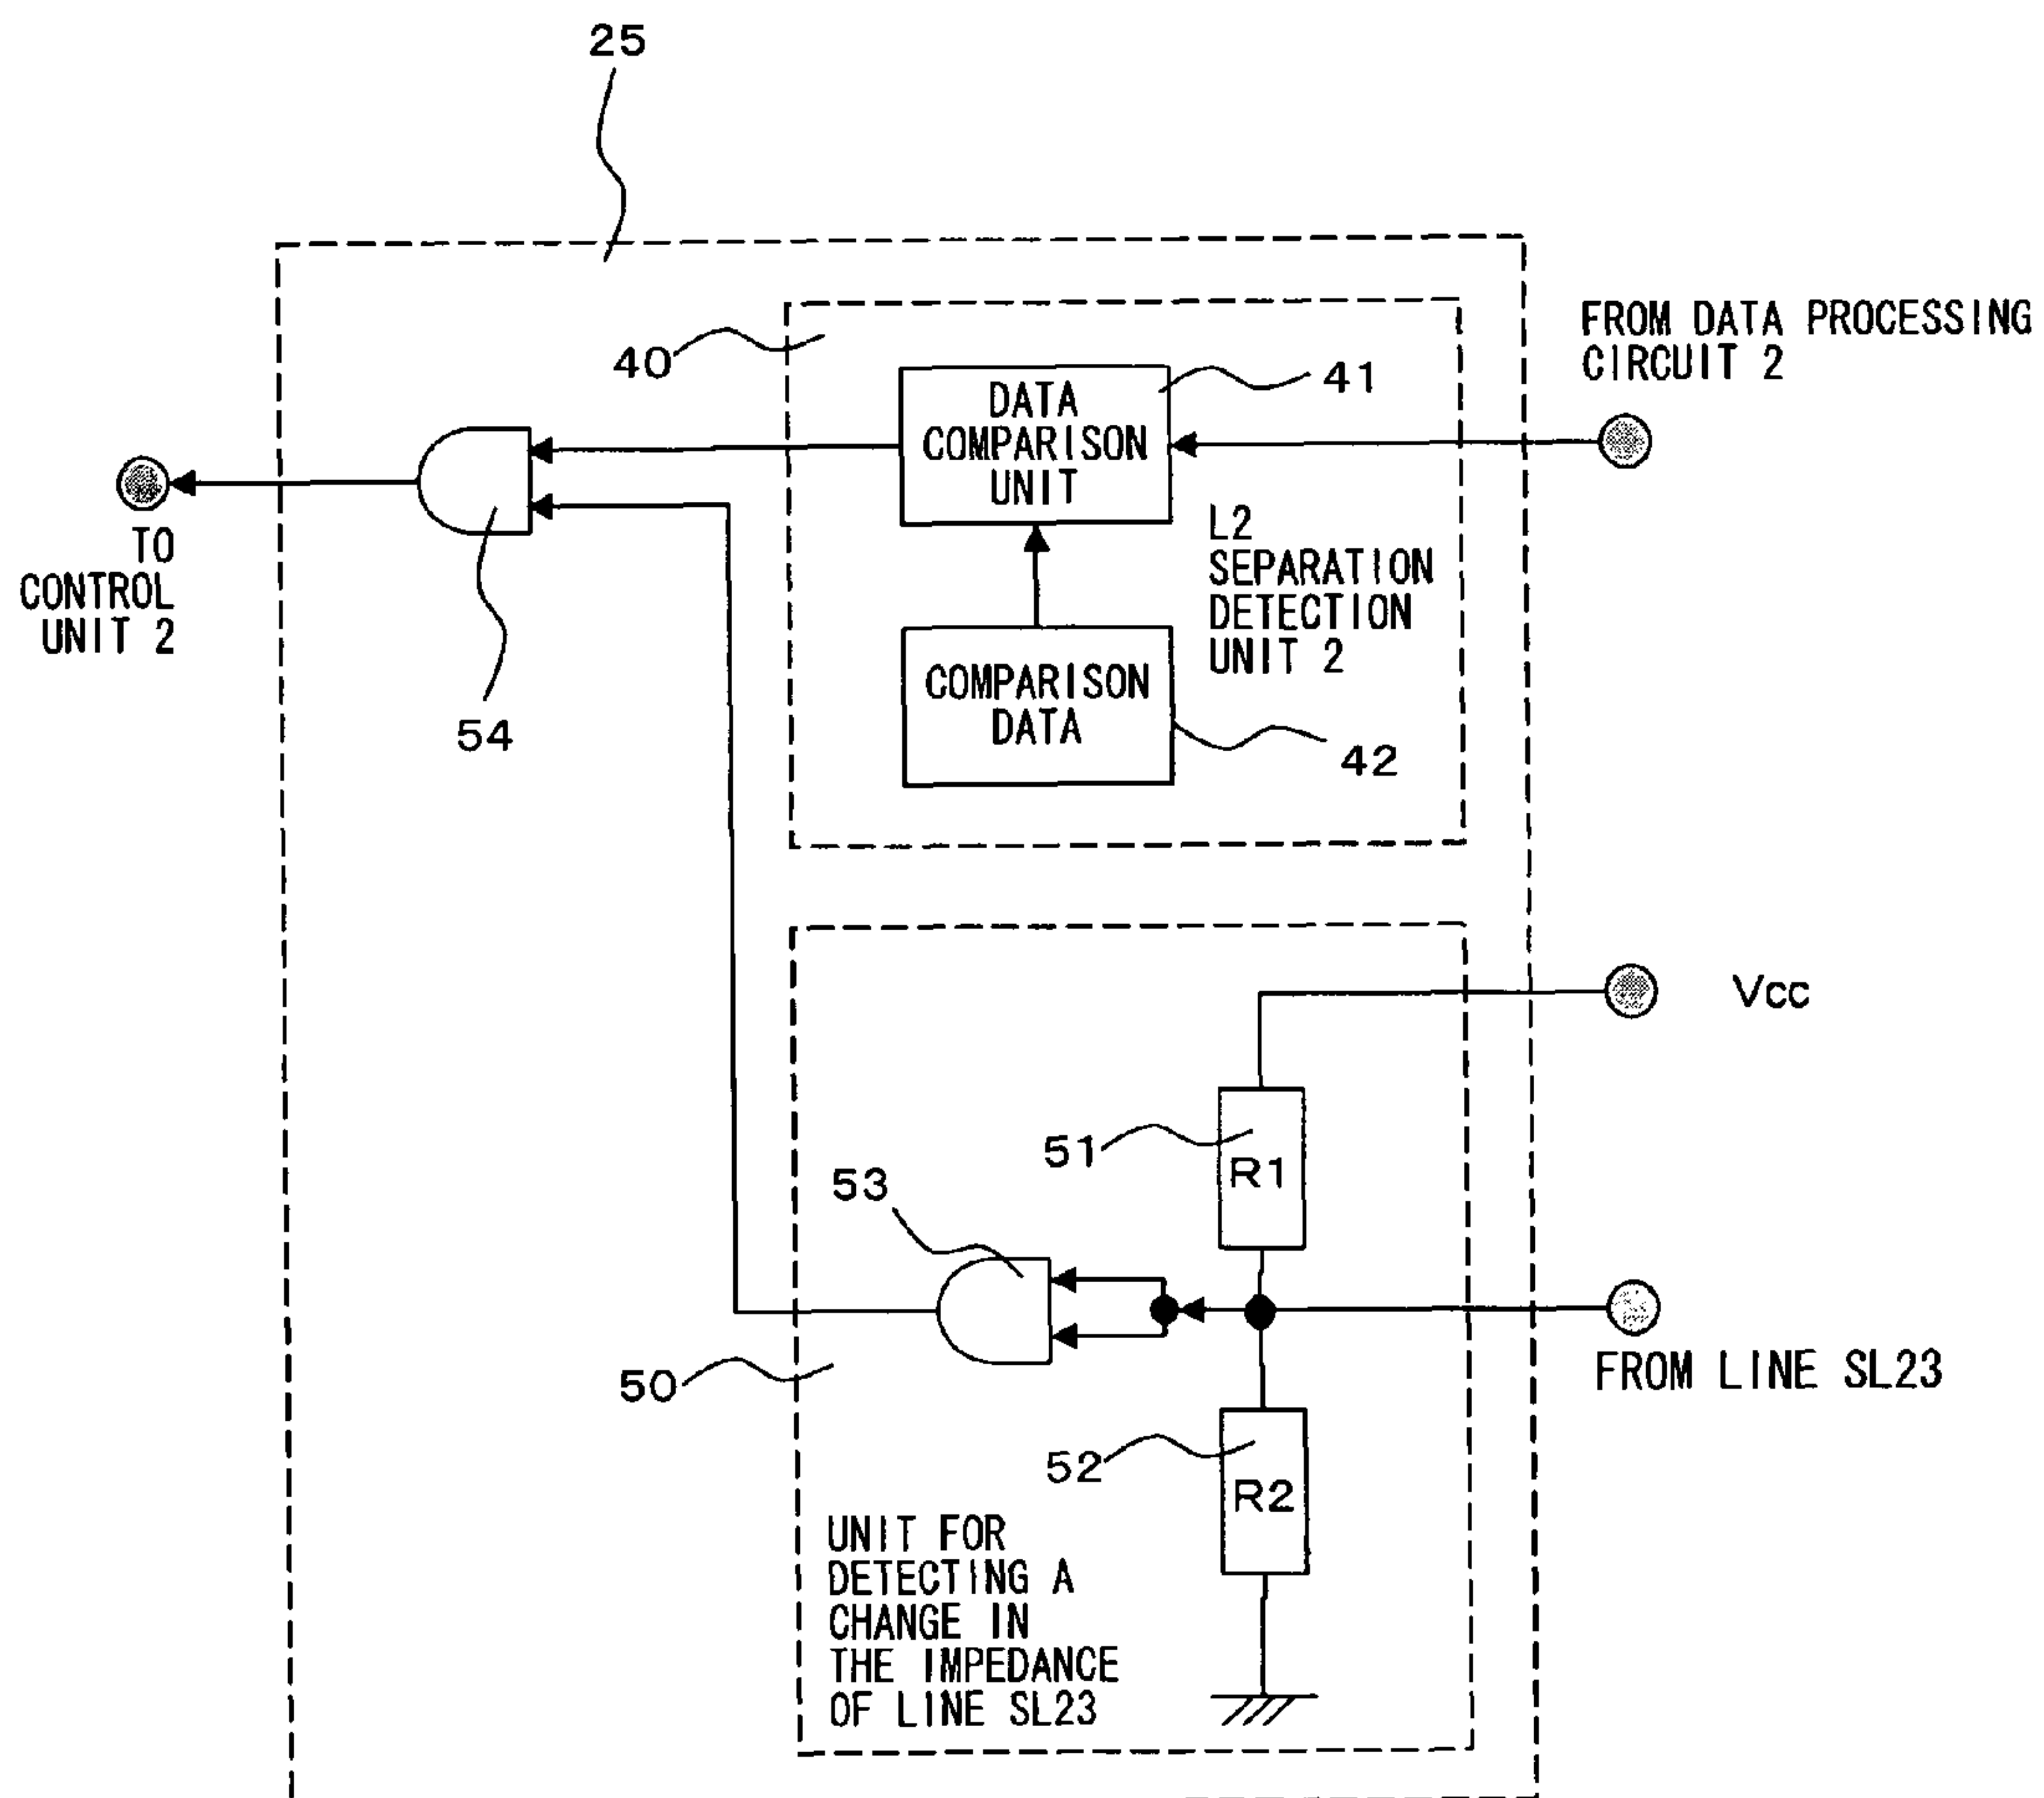 25
FROM DATA PROCESSING
CIRCUIT 2
40
DATA
COMPARISON
UNIT
41
TO
CONTROL
UNIT 2
L2
SEPARATION
DETECTION
UNIT 2
COMPARISON
DATA
54
42
Vcc
51
R1
53
50
FROM LINE SL23
52
R2
UNIT FOR
DETECTING A
CHANGE IN
THE IMPEDANCE
OF LINE SL23